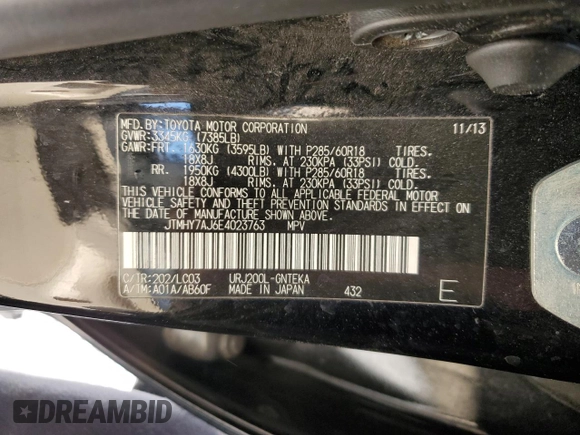 MFD.BY:TOYOTA MOTOR CORPORATION 11/13
GVWR:3345KG (7385LB)
GAWR:FRT. 1630KG (3595LB) WITH P285/60R18 TIRES.
18X8J RIMS. AT 230KPA (33PSI) COLD.
RR. 1950KG (4300LB) WITH P285/60R18 TIRES.
18X8J RIMS. AT 230KPA (33PSI) COLD.
THIS VEHICLE CONFORMS TO ALL APPLICABLE FEDERAL MOTOR
VEHICLE SAFETY AND THEFT PREVENTION STANDARDS IN EFFECT ON
THE DATE OF MANUFACTURE SHOWN ABOVE.
JTMHY7AJ6E4023763 MPV
C/TR:202/LC03 URJ200L-GNTEKA
A/TM:A01A/AB60F MADE IN JAPAN 432 E
DREAMBID